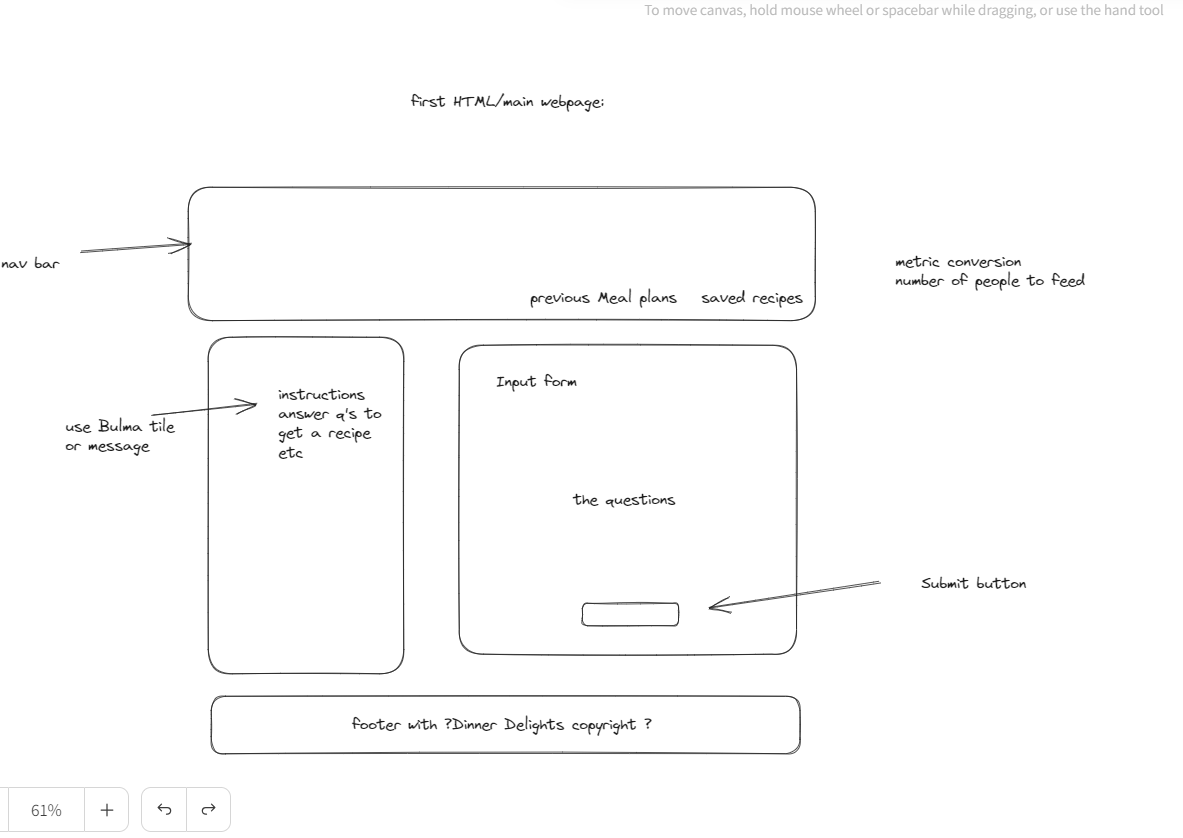 To move canvas, hold mouse wheel or spacebar while dragging, or use the hand tool
first HTML/main webpage:
nav bar
metric conversion
number of people to feed
previous Meal plans
saved recipes
Input form
instructions
answer q's to
get a recipe
etc
use Bulma tile
or message
the questions
Submit button
footer with ?Dinner Delights copyright ?
61%